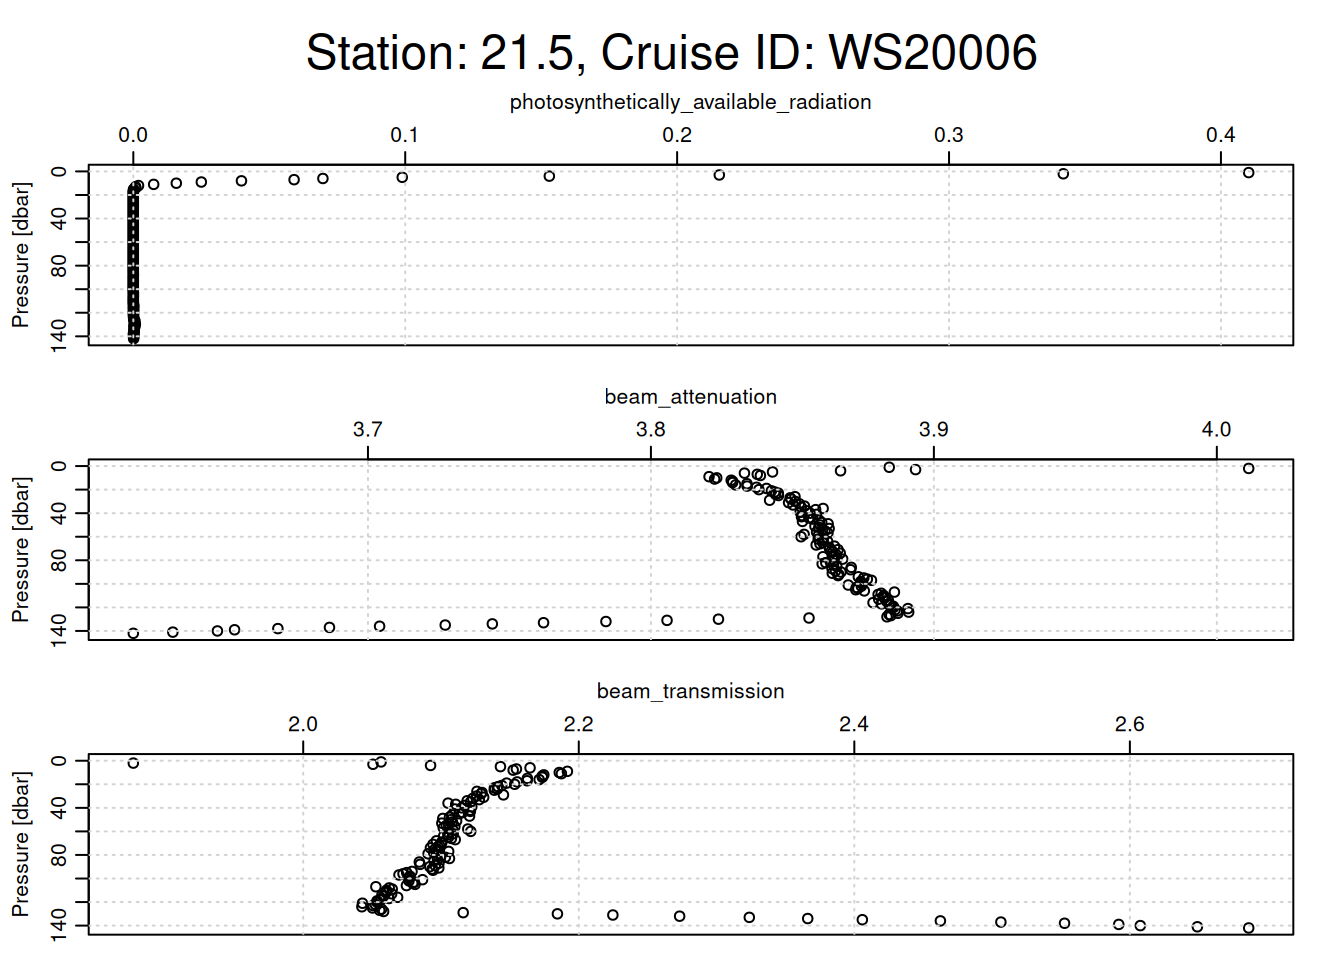 Station: 21.5, Cruise ID: WS20006
photosynthetically_available_radiation
0.0 0.1 0.2 0.3 0.4
Pressure [dbar]
0 40 80 140
beam_attenuation
3.7 3.8 3.9 4.0
Pressure [dbar]
0 40 80 140
beam_transmission
2.0 2.2 2.4 2.6
Pressure [dbar]
0 40 80 140